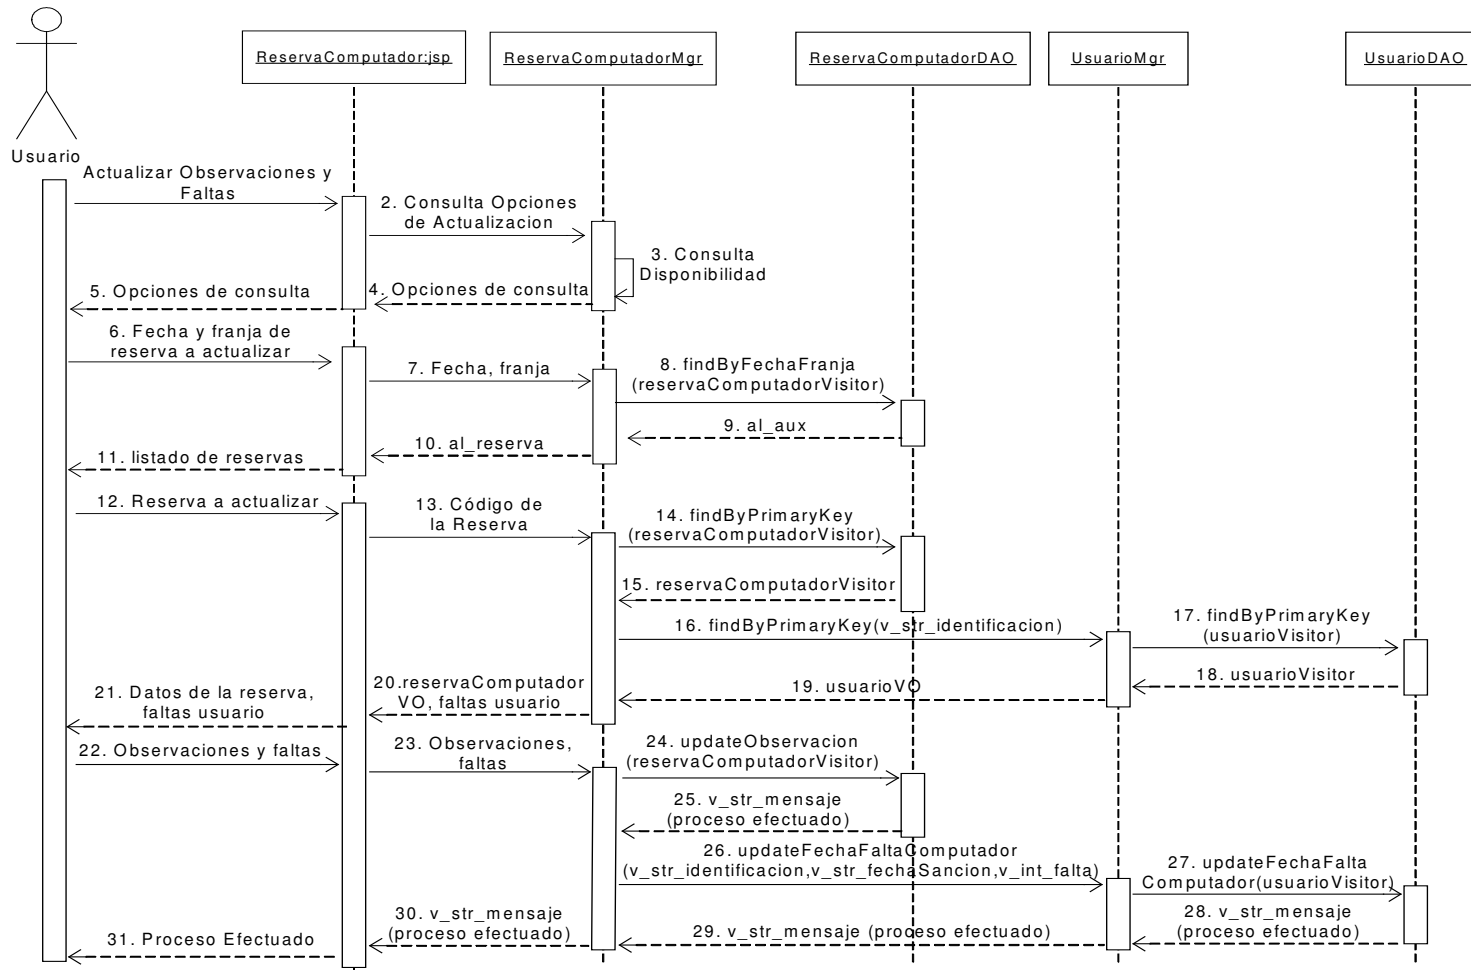 ReservaComputador:jsp
ReservaComputadorMgr
ReservaComputadorDAO
UsuarioMgr
UsuarioDAO
Usuario
Actualizar Observaciones y
Faltas
2. Consulta Opciones
de Actualizacion
3. Consulta
Disponibilidad
4. Opciones de consulta
5. Opciones de consulta
6. Fecha y franja de
reserva a actualizar
7. Fecha, franja
8. findByFechaFranja
(reservaComputadorVisitor)
9. al_aux
10. al_reserva
11. listado de reservas
12. Reserva a actualizar
13. Código de
la Reserva
14. findByPrimaryKey
(reservaComputadorVisitor)
15. reservaComputadorVisitor
16. findByPrimaryKey(v_str_identificacion)
17. findByPrimaryKey
(usuarioVisitor)
18. usuarioVisitor
19. usuarioVO
20.reservaComputador
VO, faltas usuario
21. Datos de la reserva,
faltas usuario
22. Observaciones y faltas
23. Observaciones,
faltas
24. updateObservacion
(reservaComputadorVisitor)
25. v_str_mensaje
(proceso efectuado)
26. updateFechaFaltaComputador
(v_str_identificacion,v_str_fechaSancion,v_int_falta)
27. updateFechaFalta
Computador(usuarioVisitor)
28. v_str_mensaje
(proceso efectuado)
29. v_str_mensaje (proceso efectuado)
30. v_str_mensaje
(proceso efectuado)
31. Proceso Efectuado